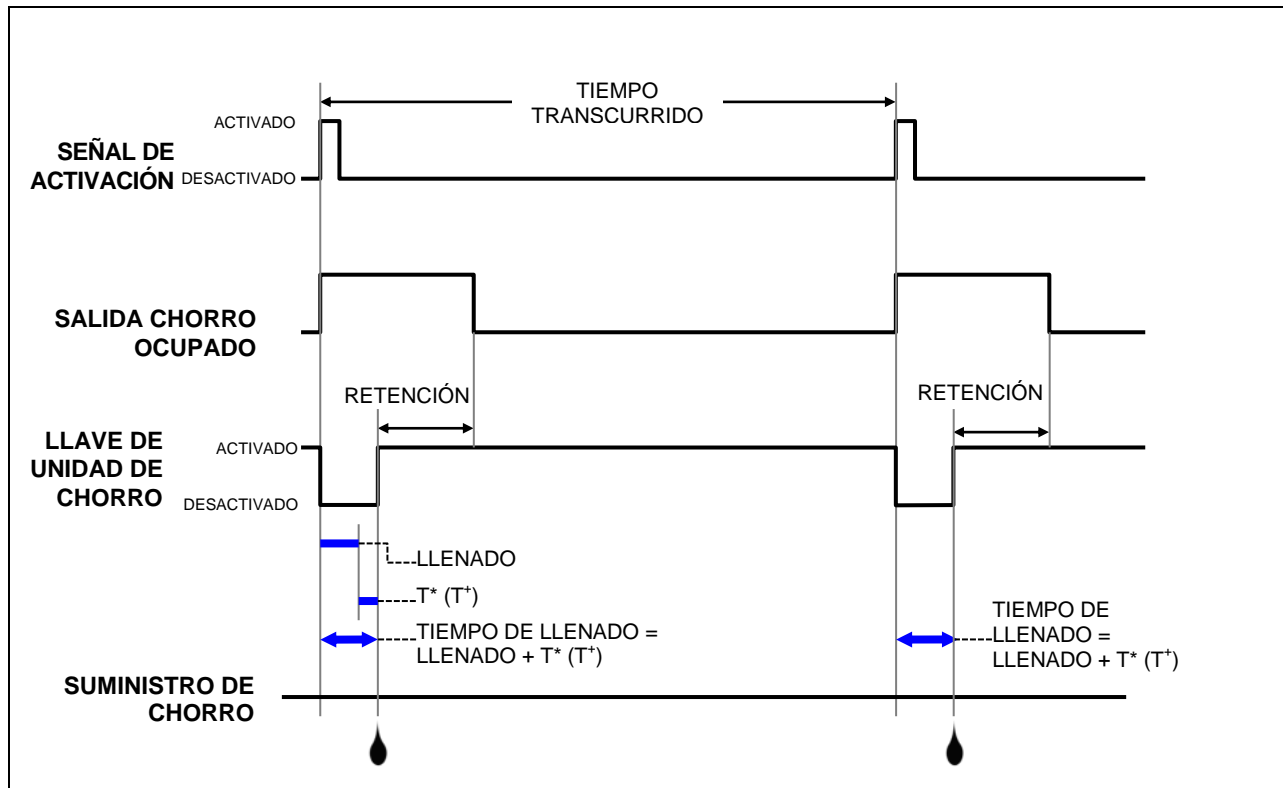 TIEMPO
TRANSCURRIDO
ACTIVADO
SEÑAL DE
ACTIVACIÓN
DESACTIVADO
SALIDA CHORRO
OCUPADO
RETENCIÓN
RETENCIÓN
LLAVE DE
UNIDAD DE
CHORRO
ACTIVADO
DESACTIVADO
LLENADO
T* (T⁺)
TIEMPO DE LLENADO =
LLENADO + T* (T⁺)
TIEMPO DE
LLENADO =
LLENADO + T* (T⁺)
SUMINISTRO DE
CHORRO